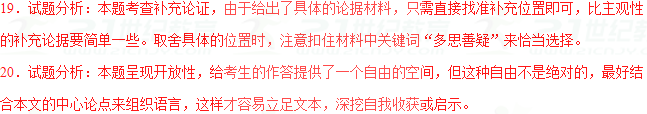 19．试题分析：本题考查补充论证，由于给出了具体的论据材料，只需直接找准补充位置即可，比主观性
的补充论据要简单一些。取舍具体的位置时，注意扣住材料中关键词“多思善疑”来恰当选择。
20．试题分析：本题呈现开放性，给考生的作答提供了一个自由的空间，但这种自由不是绝对的，最好结
合本文的中心论点来组织语言，这样才容易立足文本，深挖自我收获或启示。